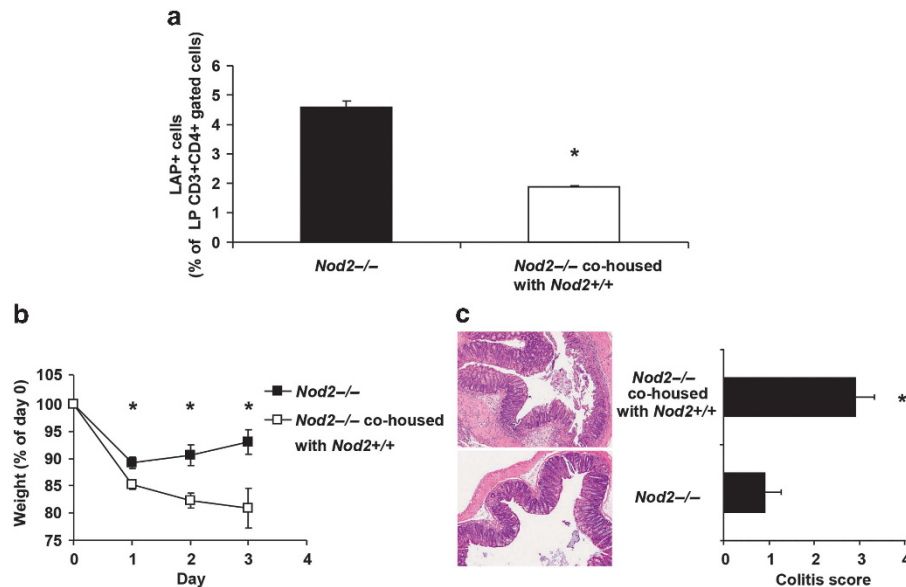 a
LAP+ cells
(% of LP CD3+CD4+ gated cells)
6
5
4
3
2
1
0
*
Nod2–/–
Nod2–/– co-housed
with Nod2+/+
b
Weight (% of day 0)
105
100
95
90
85
80
75
* * *
Nod2–/–
Nod2–/– co-housed
with Nod2+/+
0 1 2 3 4
Day
c
Nod2–/–
co-housed
with Nod2+/+
*
Nod2–/–
0 1 2 3 4
Colitis score